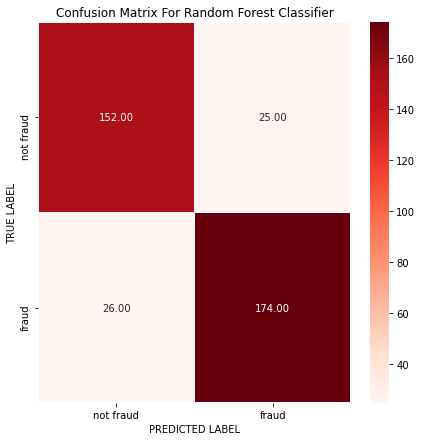 Confusion Matrix For Random Forest Classifier
152.00 25.00
26.00 174.00
not fraud
fraud
TRUE LABEL
not fraud fraud
PREDICTED LABEL
160
140
120
100
80
60
40